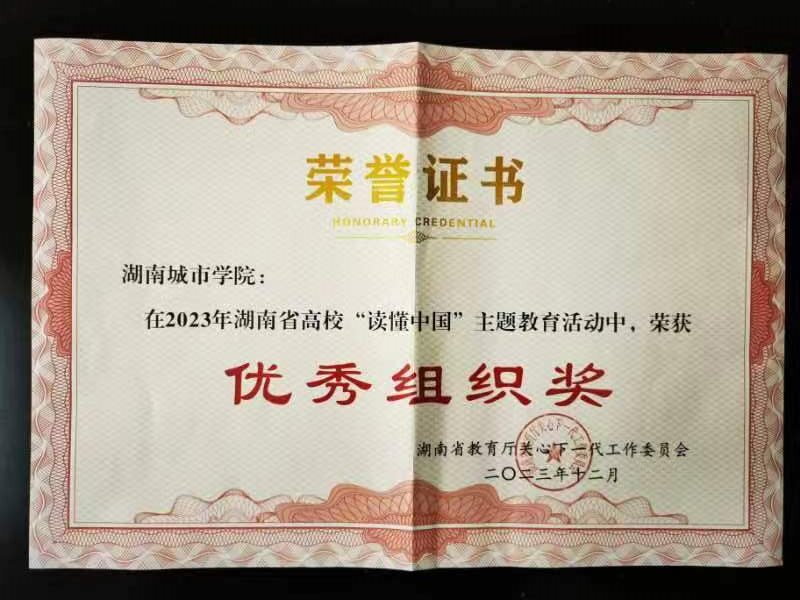 荣誉证书
HONORARY CREDENTIAL
湖南城市学院：
在2023年湖南省高校“读懂中国”主题教育活动中，荣获
优秀组织奖
湖南省教育厅关心下一代工作委员会
二〇二三年十二月